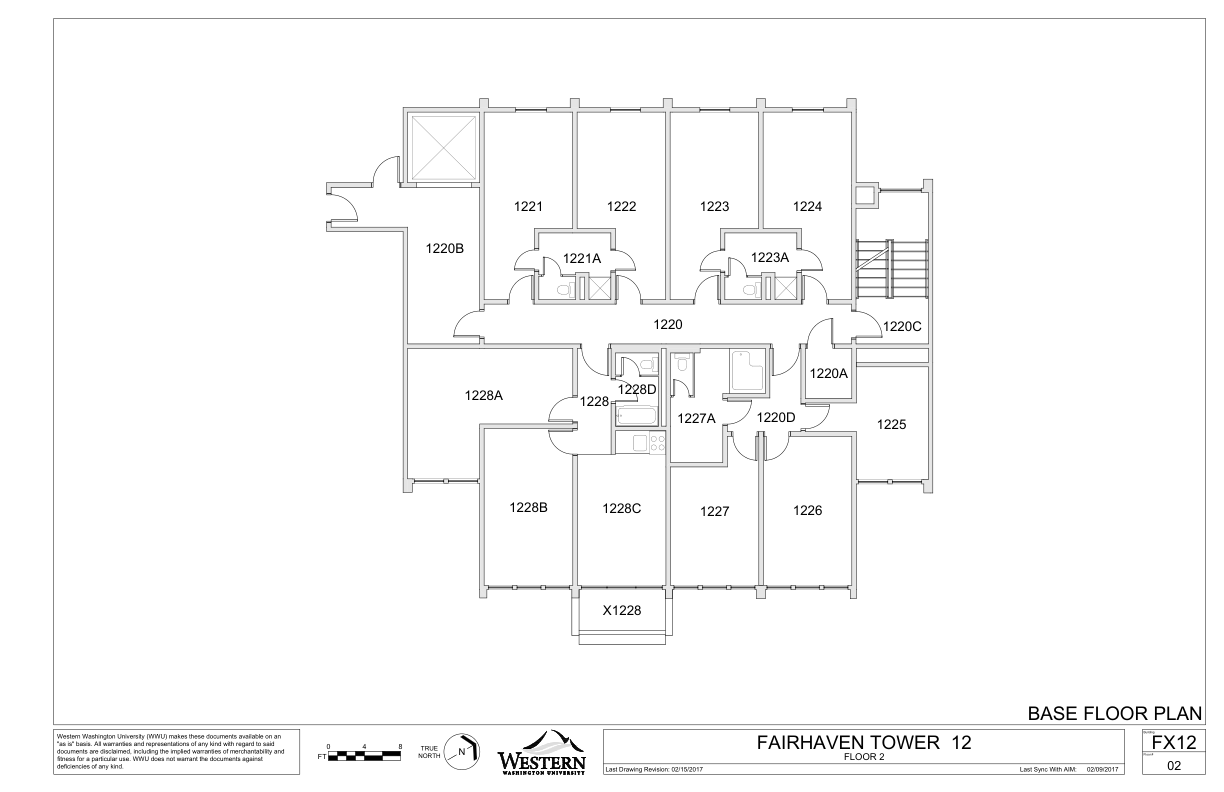 1221
1222
1223
1224
1220B
1221A
1223A
1220
1220C
1220A
1228A
1228
1228D
1227A
1220D
1225
1228B
1228C
1227
1226
X1228
BASE FLOOR PLAN
Western Washington University (WWU) makes these documents available on an
"as is" basis. All warranties and representations of any kind with regard to said
documents are disclaimed, including the implied warranties of merchantability and
fitness for a particular use. WWU does not warrant the documents against
deficiencies of any kind.
0 4 8
FT
TRUE
NORTH
N
WESTERN
WASHINGTON UNIVERSITY
FAIRHAVEN TOWER 12
FLOOR 2
Last Drawing Revision: 02/15/2017
Last Sync With AIM: 02/09/2017
FX12
02